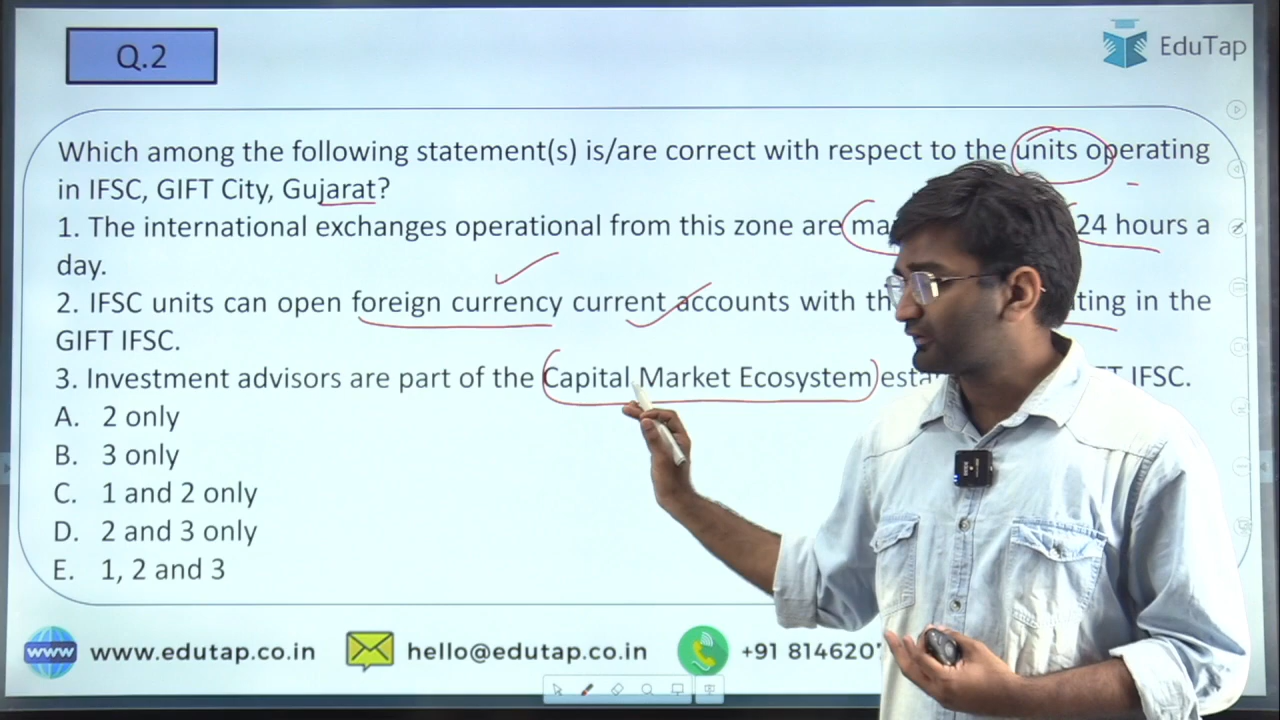 Q.2
EduTap
Which among the following statement(s) is/are correct with respect to the units operating
in IFSC, GIFT City, Gujarat?
1. The international exchanges operational from this zone are 24 hours a
day.
2. IFSC units can open foreign currency current accounts with in the
GIFT IFSC.
3. Investment advisors are part of the Capital Market Ecosystem IFSC.
A. 2 only
B. 3 only
C. 1 and 2 only
D. 2 and 3 only
E. 1, 2 and 3
www www.edutap.co.in hello@edutap.co.in +91 814620